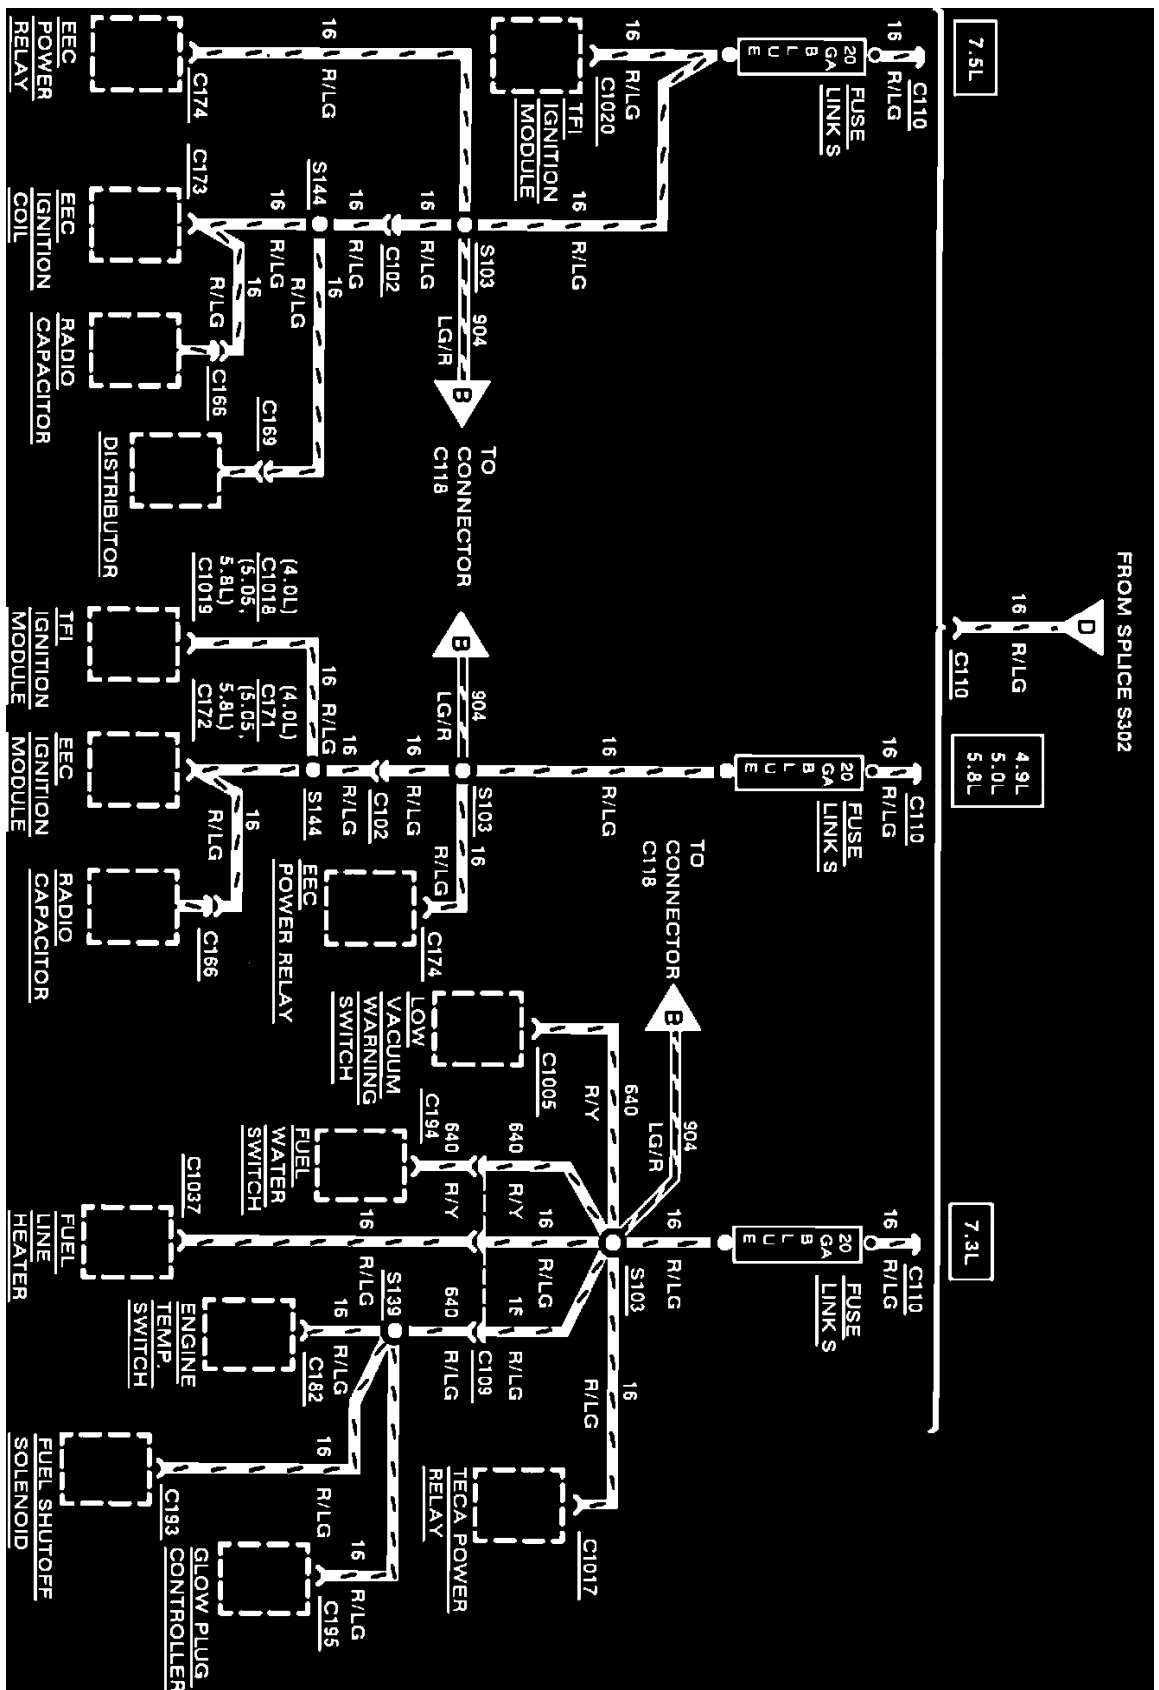 FROM SPLICE S302
D
16 R/LG
C110
7.5L
4.9L
5.0L
5.8L
7.3L
C110
16 R/LG
20
GA
B
L
U
E
FUSE
LINK S
C110
16 R/LG
20
GA
B
L
U
E
FUSE
LINK S
C110
16 R/LG
20
GA
B
L
U
E
FUSE
LINK S
16 R/LG
C1020
TFI
IGNITION
MODULE
16 R/LG
S103
904
LG/R
B
TO
CONNECTOR
C118
16 R/LG
C174
EEC
POWER
RELAY
16 R/LG
C102
16 R/LG
S144
16 R/LG
C173
EEC
IGNITION
COIL
16
R/LG
C166
RADIO
CAPACITOR
16
R/LG
C169
DISTRIBUTOR
16 R/LG
S103
904
LG/R
B
16
R/LG
C174
EEC
POWER RELAY
16 R/LG
C102
16 R/LG
S144
16 R/LG
(4.0L)
C1018
(5.05,
5.8L)
C1019
TFI
IGNITION
MODULE
(4.0L)
C171
(5.05,
5.8L)
C172
EEC
IGNITION
MODULE
16
R/LG
C166
RADIO
CAPACITOR
TO
CONNECTOR
C118
B
904
LG/R
16 R/LG
S103
640
R/Y
C1005
LOW
VACUUM
WARNING
SWITCH
640 R/Y
640 R/Y
C194
FUEL
WATER
SWITCH
16 R/LG
16 R/LG
C1037
FUEL
LINE
HEATER
16 R/LG
C109
640 R/LG
S139
16 R/LG
C182
ENGINE
TEMP.
SWITCH
16 R/LG
C193
FUEL SHUTOFF
SOLENOID
16 R/LG
C195
GLOW PLUG
CONTROLLER
16
R/LG
C1017
TECA POWER
RELAY